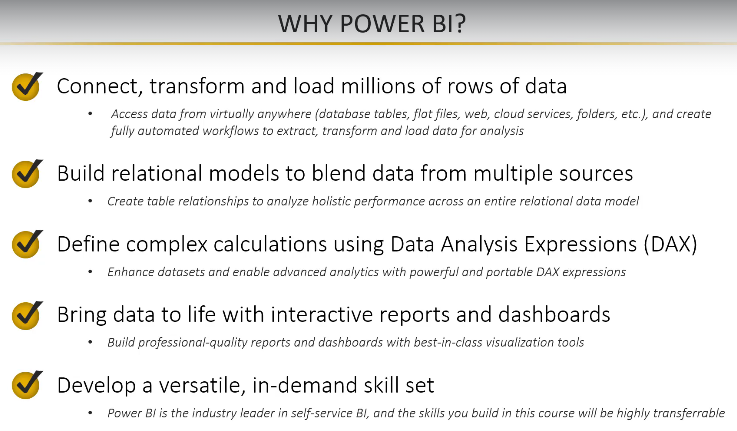 WHY POWER BI?
Connect, transform and load millions of rows of data
• Access data from virtually anywhere (database tables, flat files, web, cloud services, folders, etc.), and create
fully automated workflows to extract, transform and load data for analysis
Build relational models to blend data from multiple sources
• Create table relationships to analyze holistic performance across an entire relational data model
Define complex calculations using Data Analysis Expressions (DAX)
• Enhance datasets and enable advanced analytics with powerful and portable DAX expressions
Bring data to life with interactive reports and dashboards
• Build professional-quality reports and dashboards with best-in-class visualization tools
Develop a versatile, in-demand skill set
• Power BI is the industry leader in self-service BI, and the skills you build in this course will be highly transferrable